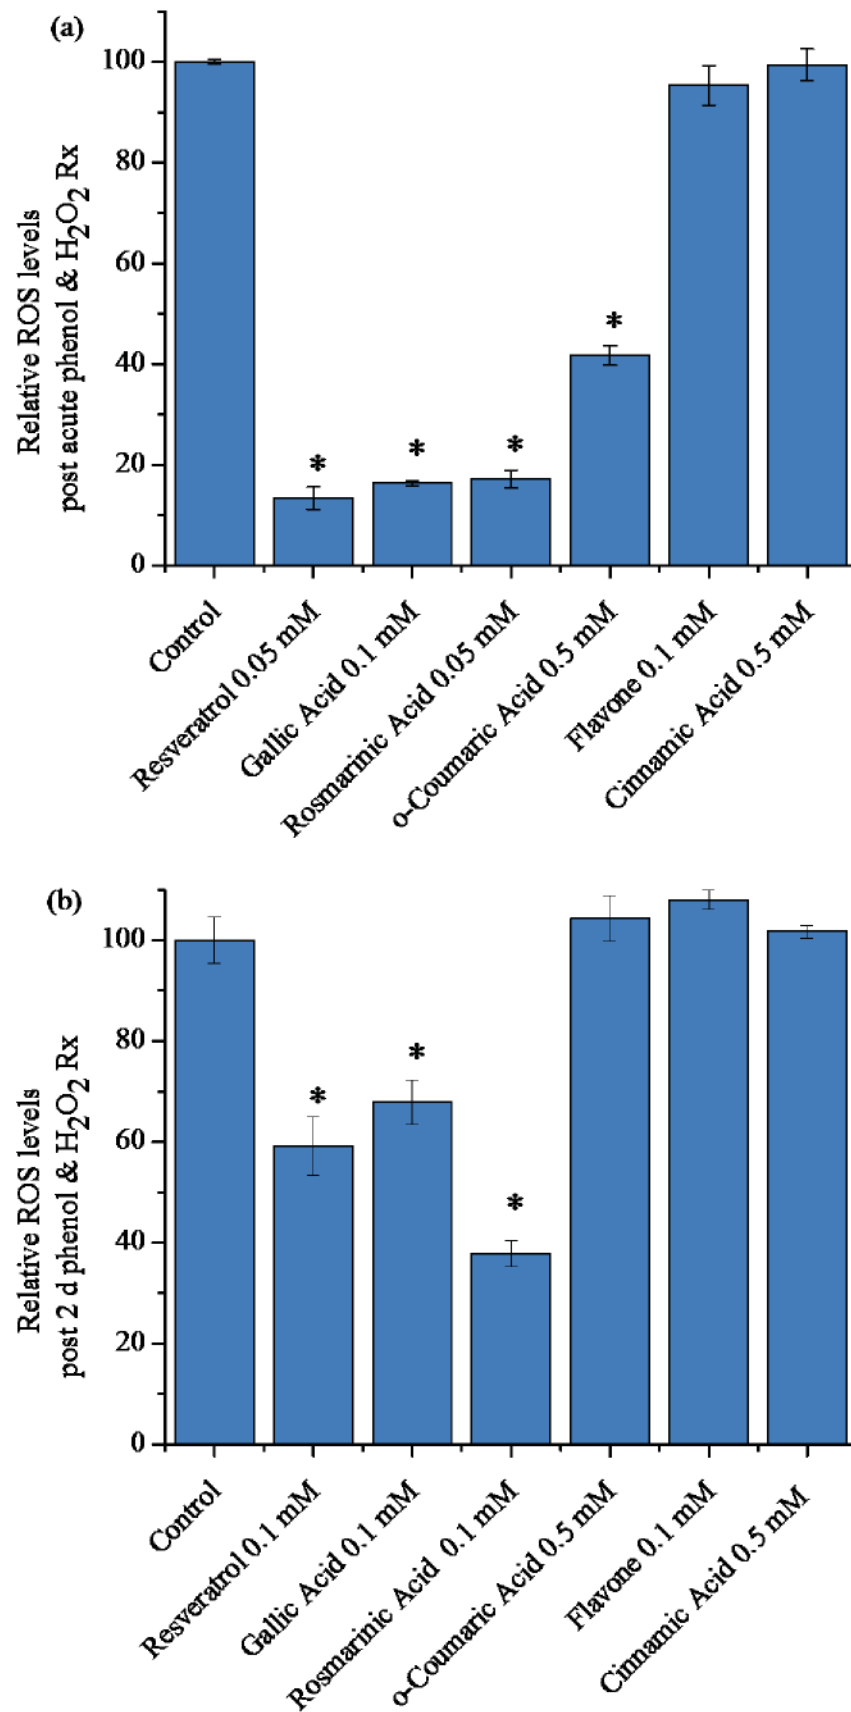 (a)
Relative ROS levels
post acute phenol & H2O2 Rx
100
80
60
40
20
0
*
*
*
*
Control
Resveratrol 0.05 mM
Gallic Acid 0.1 mM
Rosmarinic Acid 0.05 mM
o-Coumaric Acid 0.5 mM
Flavone 0.1 mM
Cinnamic Acid 0.5 mM
(b)
Relative ROS levels
post 2 d phenol & H2O2 Rx
100
80
60
40
20
0
*
*
*
Control
Resveratrol 0.1 mM
Gallic Acid 0.1 mM
Rosmarinic Acid 0.1 mM
o-Coumaric Acid 0.5 mM
Flavone 0.1 mM
Cinnamic Acid 0.5 mM